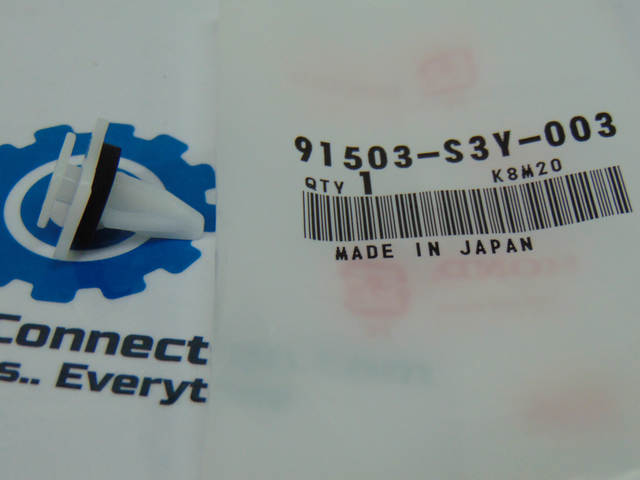 91503-S3Y-003
QTY 1 K8M20
MADE IN JAPAN
Connect
s.. Everyt